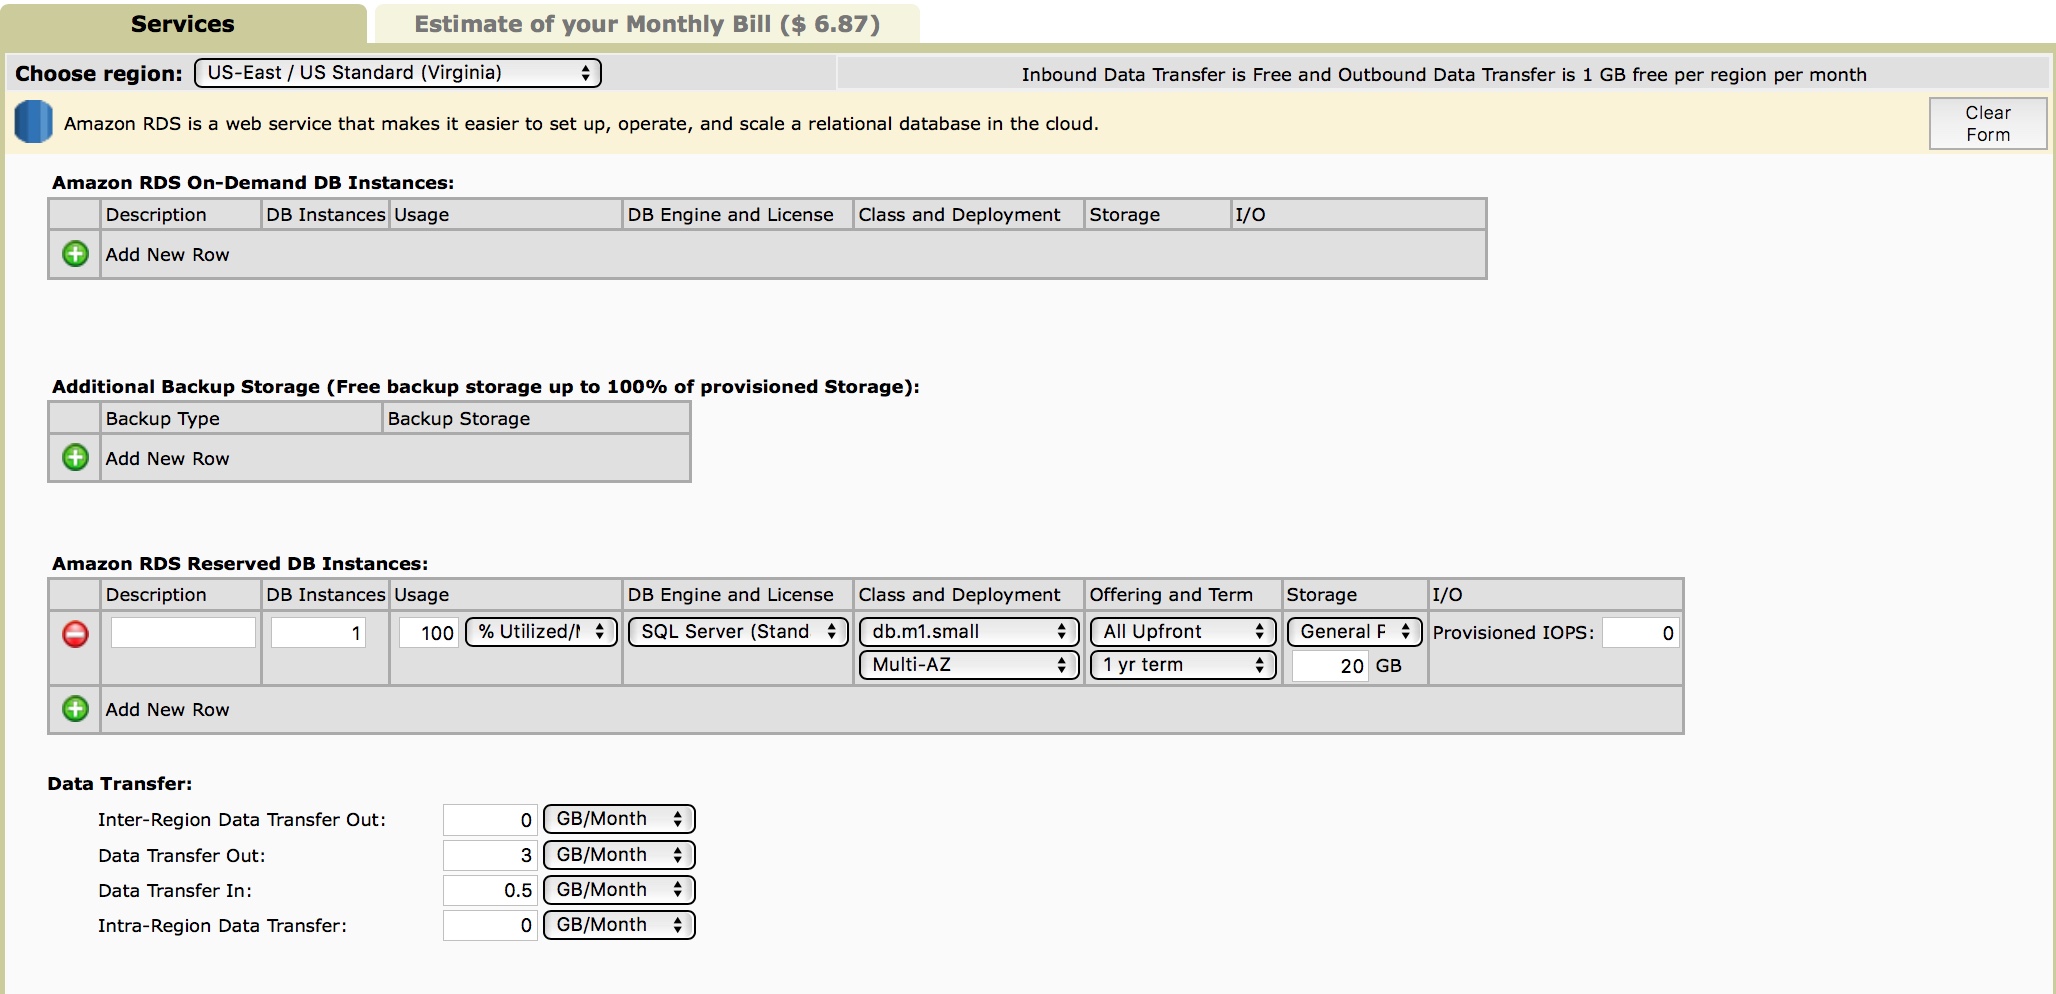 Services
Estimate of your Monthly Bill ($ 6.87)
Choose region: US-East / US Standard (Virginia)
Inbound Data Transfer is Free and Outbound Data Transfer is 1 GB free per region per month
Amazon RDS is a web service that makes it easier to set up, operate, and scale a relational database in the cloud.
Clear
Form
Amazon RDS On-Demand DB Instances:
Description DB Instances Usage DB Engine and License Class and Deployment Storage I/O
Add New Row
Additional Backup Storage (Free backup storage up to 100% of provisioned Storage):
Backup Type Backup Storage
Add New Row
Amazon RDS Reserved DB Instances:
Description DB Instances Usage DB Engine and License Class and Deployment Offering and Term Storage I/O
1 100 % Utilized/ SQL Server (Stand db.m1.small All Upfront General Provisioned IOPS: 0
Multi-AZ 1 yr term 20 GB
Add New Row
Data Transfer:
Inter-Region Data Transfer Out: 0 GB/Month
Data Transfer Out: 3 GB/Month
Data Transfer In: 0.5 GB/Month
Intra-Region Data Transfer: 0 GB/Month